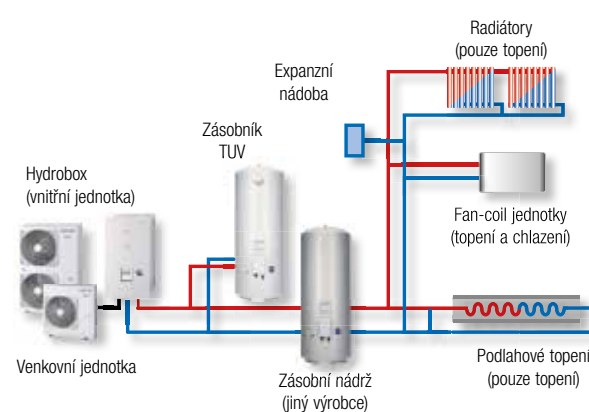 Radiátory
(pouze topení)
Expanzní
nádoba
Zásobník
TUV
Hydrobox
(vnitřní jednotka)
Fan-coil jednotky
(topení a chlazení)
Venkovní jednotka
Zásobní nádrž
(jiný výrobce)
Podlahové topení
(pouze topení)